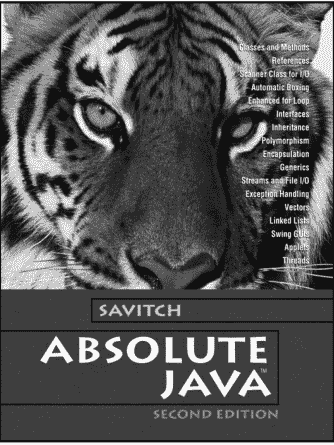 Classes and Methods
References
Scanner Class for I/O
Automatic Boxing
Enhanced for Loop
Interfaces
Inheritance
Polymorphism
Encapsulation
Generics
Streams and File I/O
Exception Handling
Vectors
Linked Lists
Swing GUIs
Applets
Threads
SAVITCH
ABSOLUTE
JAVA™
SECOND EDITION